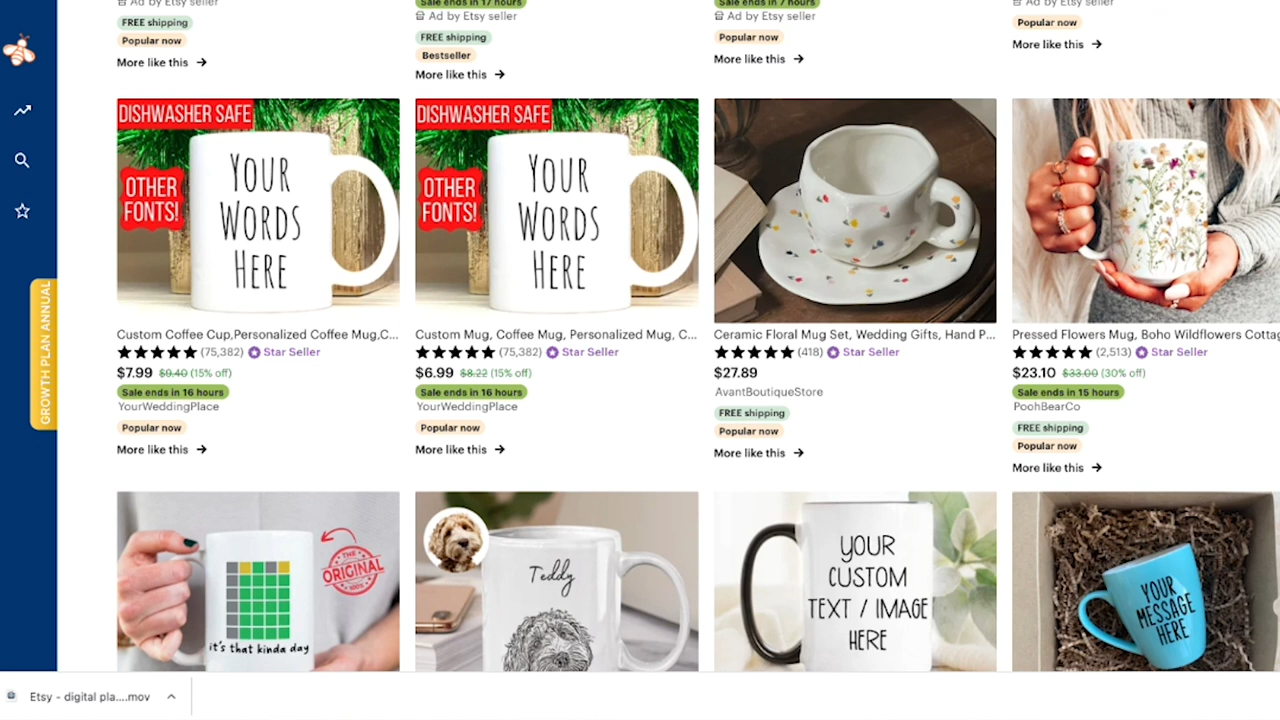 Ad by Etsy seller
FREE shipping
Popular now
More like this →
Sale ends in 17 hours
Ad by Etsy seller
FREE shipping
Bestseller
More like this →
Sale ends in 7 hours
Ad by Etsy seller
Popular now
More like this →
Ad by Etsy seller
Popular now
More like this →
GROWTH PLAN ANNUAL
DISHWASHER SAFE
OTHER
FONTS!
YOUR
WORDS
HERE
Custom Coffee Cup,Personalized Coffee Mug,C...
(75,382) Star Seller
$7.99 $9.40 (15% off)
Sale ends in 16 hours
YourWeddingPlace
Popular now
More like this →
DISHWASHER SAFE
OTHER
FONTS!
YOUR
WORDS
HERE
Custom Mug, Coffee Mug, Personalized Mug, C...
(75,382) Star Seller
$6.99 $8.22 (15% off)
Sale ends in 16 hours
YourWeddingPlace
Popular now
More like this →
Ceramic Floral Mug Set, Wedding Gifts, Hand P...
(418) Star Seller
$27.89
AvantBoutiqueStore
FREE shipping
Popular now
More like this →
Pressed Flowers Mug, Boho Wildflowers Cottag
(2,513) Star Seller
$23.10 $33.00 (30% off)
Sale ends in 15 hours
PoohBearCo
FREE shipping
Popular now
More like this →
THE
ORIGINAL
100%
it's that kinda day
Teddy
YOUR
CUSTOM
TEXT / IMAGE
HERE
YOUR
MESSAGE
HERE
Etsy - digital pla....mov